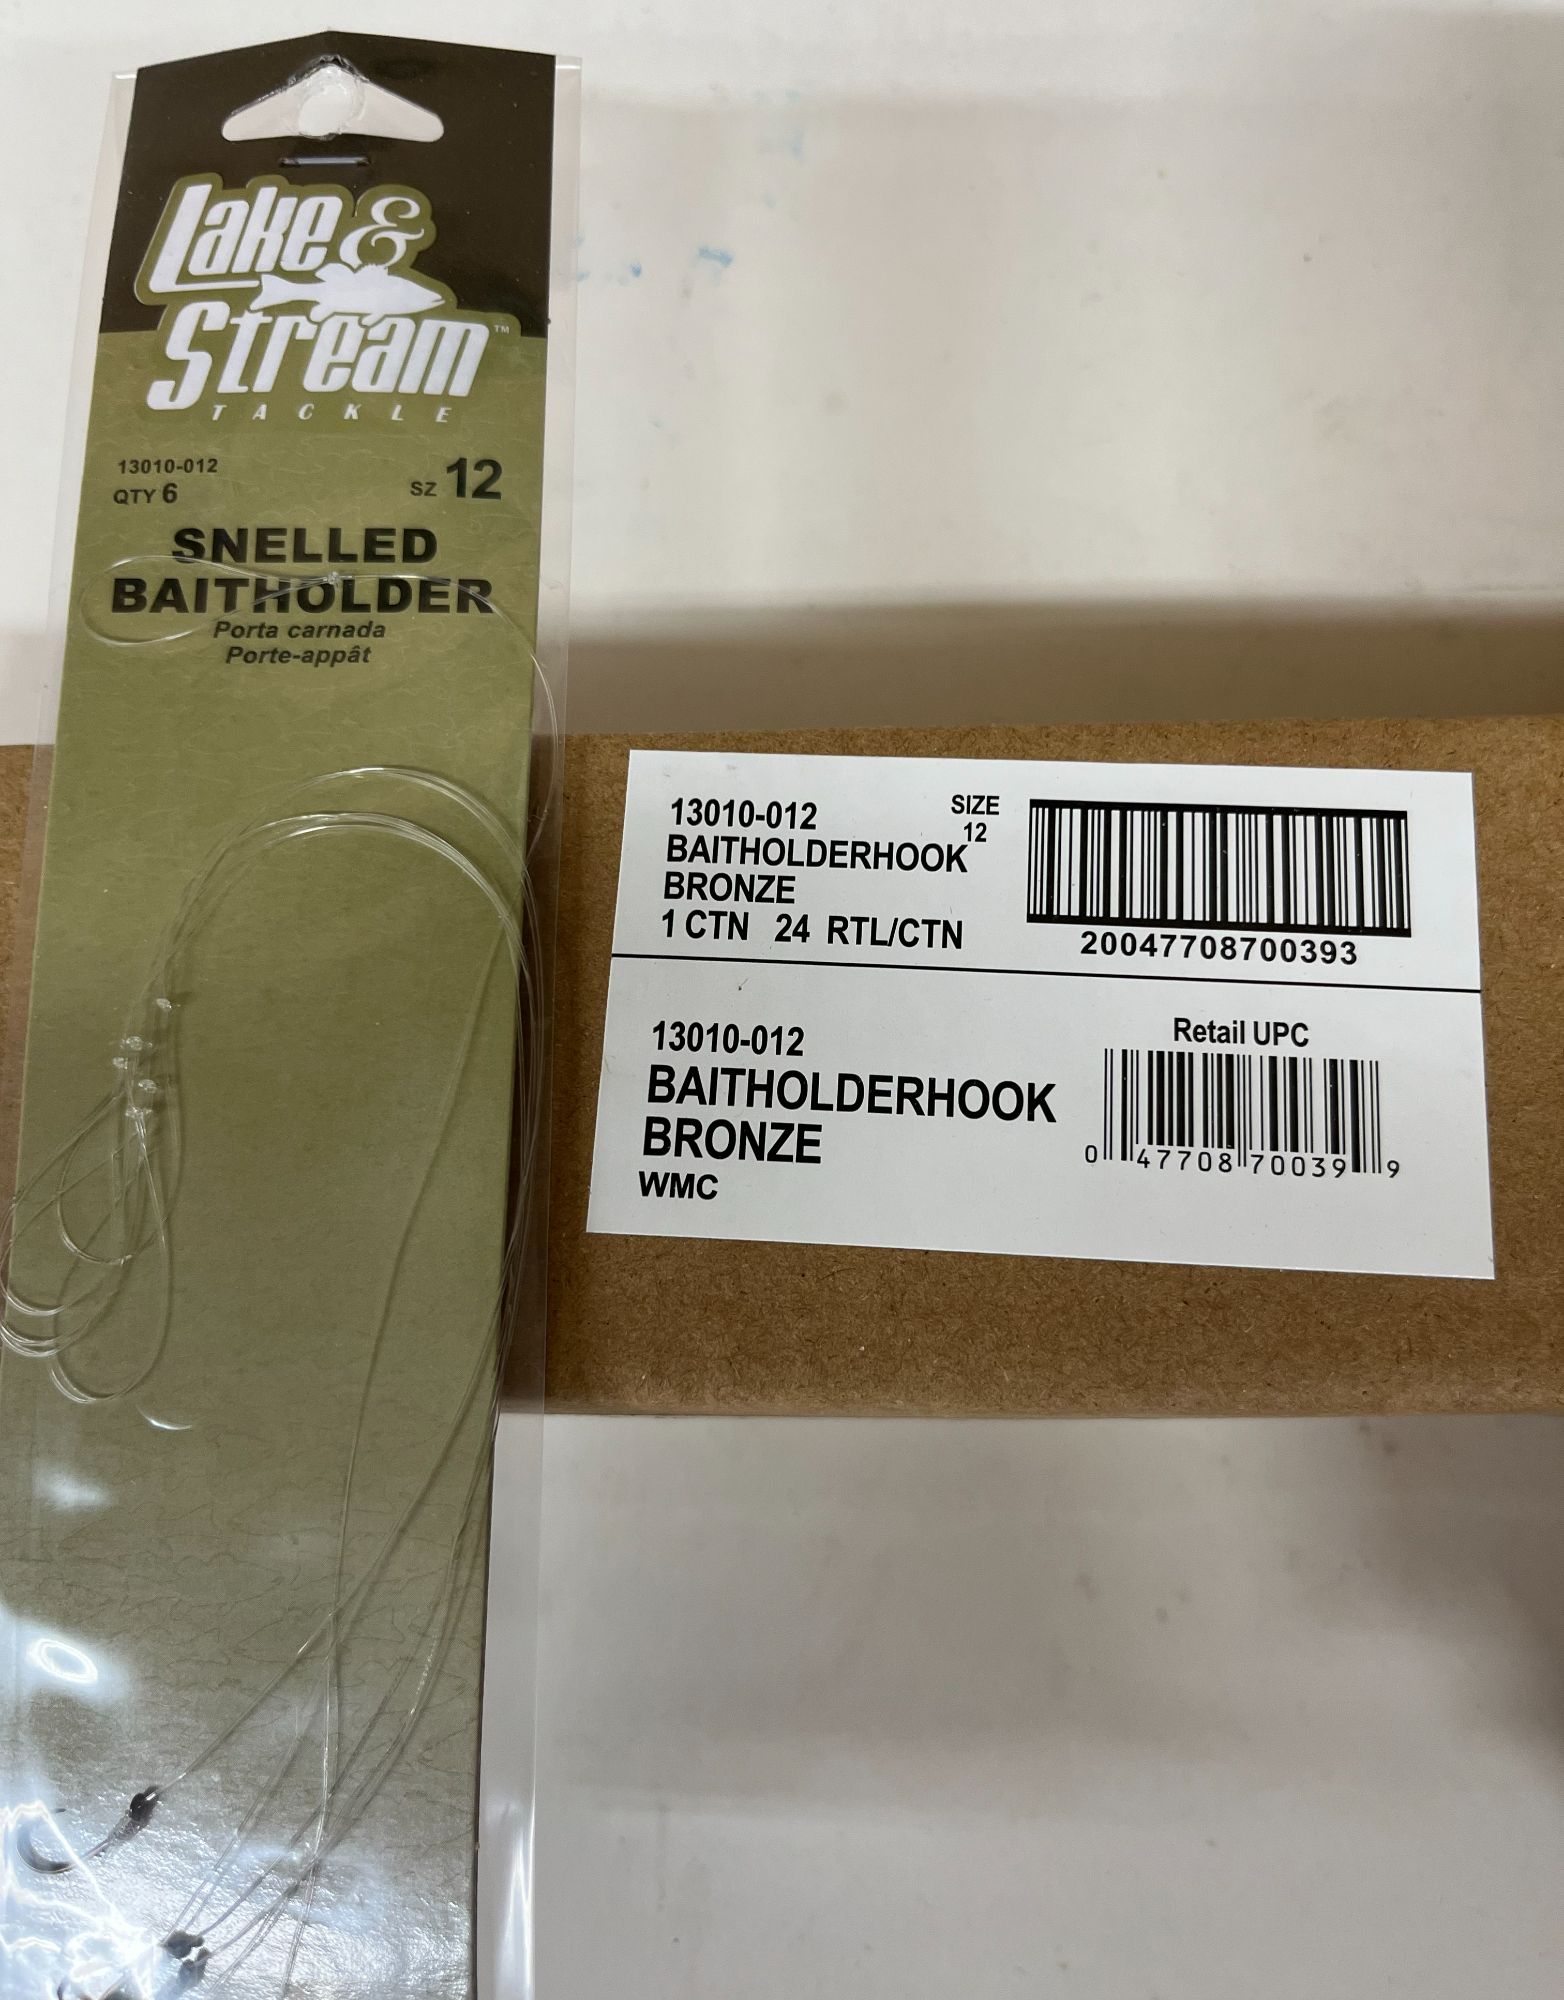 Lake &
Stream™
TACKLE
13010-012
QTY 6
SZ 12
SNELLED
BAITHOLDER
Porta carnada
Porte-appât
13010-012
SIZE
12
BAITHOLDERHOOK
BRONZE
1 CTN 24 RTL/CTN
20047708700393
13010-012
BAITHOLDERHOOK
BRONZE
WMC
Retail UPC
0 47708 70039 9